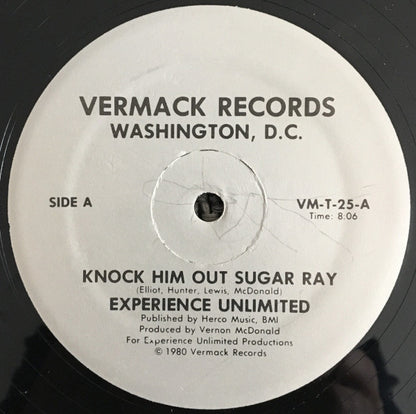 VERMACK RECORDS
WASHINGTON, D.C.
SIDE A
VM-T-25-A
Time: 8:06
KNOCK HIM OUT SUGAR RAY
(Elliot, Hunter, Lewis, McDonald)
EXPERIENCE UNLIMITED
Published by Herco Music, BMI
Produced by Vernon McDonald
For Experience Unlimited Productions
© 1980 Vermack Records